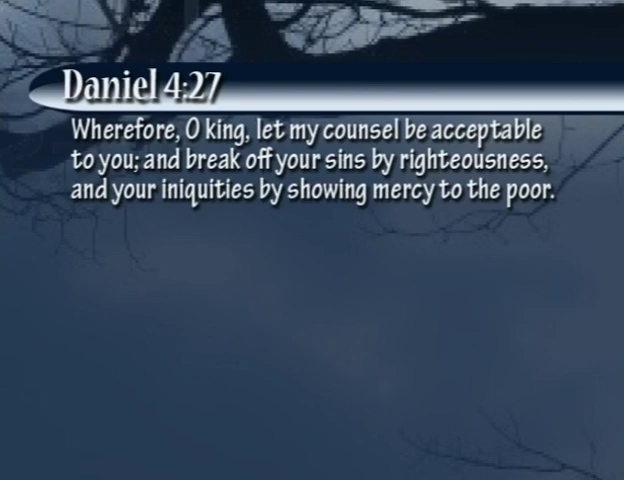 Daniel 4:27
Wherefore, O king, let my counsel be acceptable
to you; and break off your sins by righteousness,
and your iniquities by showing mercy to the poor.